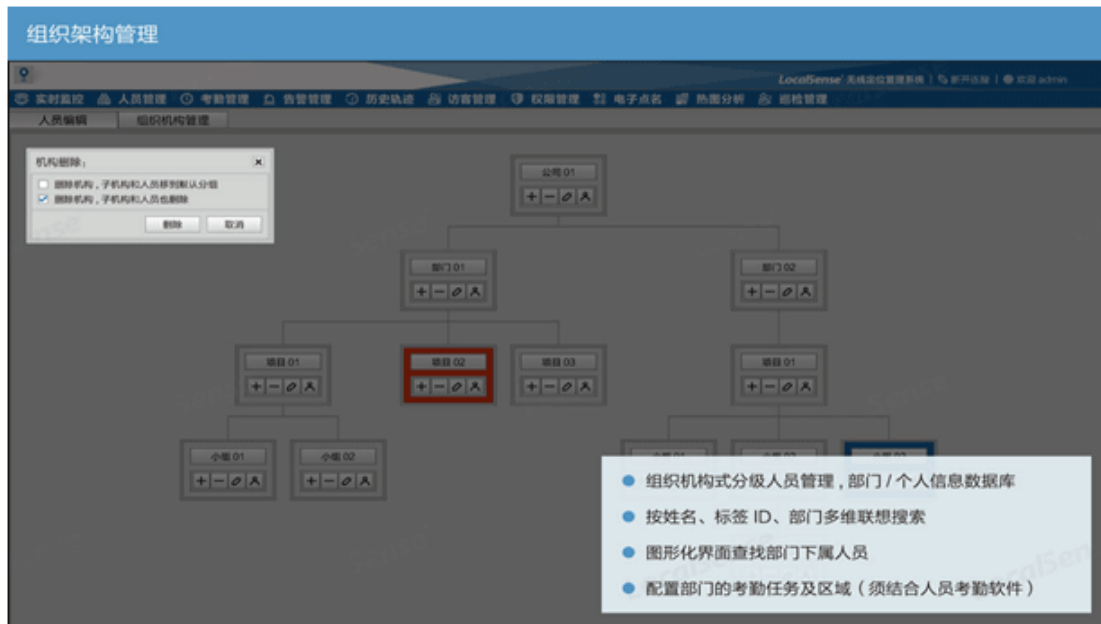 组织架构管理
LocalSense 无线定位管理系统 | 断开连接 | 欢迎 admin
实时监控 人员管理 考勤管理 告警管理 历史轨迹 访客管理 权限管理 电子点名 热图分析 巡检管理
人员编辑 组织机构管理
机构删除:
删除机构,子机构和人员移到默认分组
删除机构,子机构和人员也删除
删除 取消
公司 01
部门 01 部门 02
项目 01 项目 02 项目 03 项目 01
小组 01 小组 02
组织机构式分级人员管理,部门/个人信息数据库
按姓名、标签 ID、部门多维联想搜索
图形化界面查找部门下属人员
配置部门的考勤任务及区域(须结合人员考勤软件)